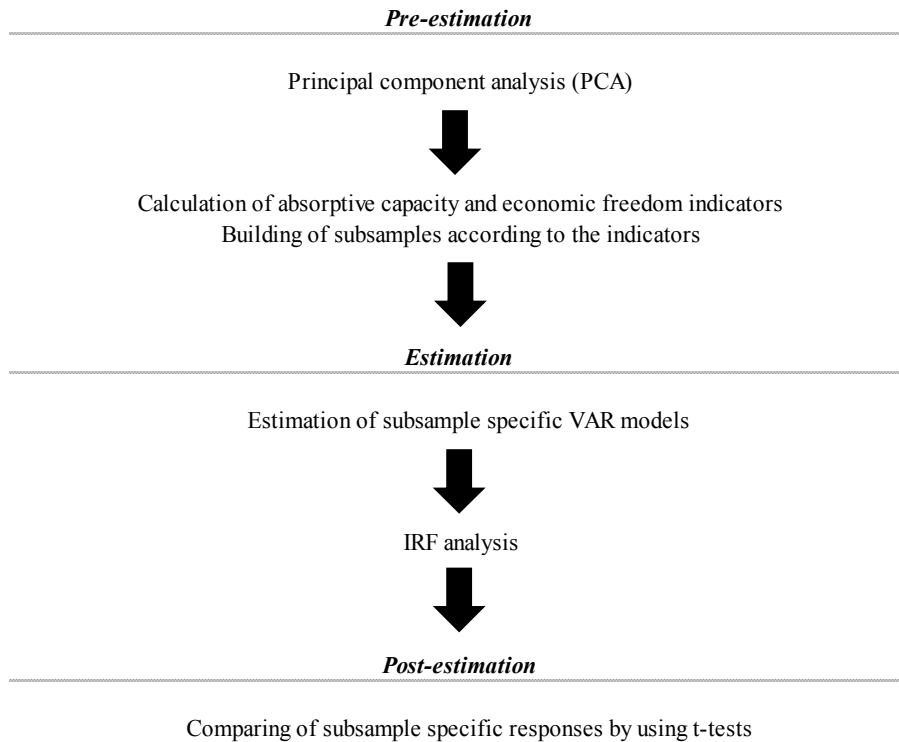 Pre-estimation
Principal component analysis (PCA)
Calculation of absorptive capacity and economic freedom indicators
Building of subsamples according to the indicators
Estimation
Estimation of subsample specific VAR models
IRF analysis
Post-estimation
Comparing of subsample specific responses by using t-tests